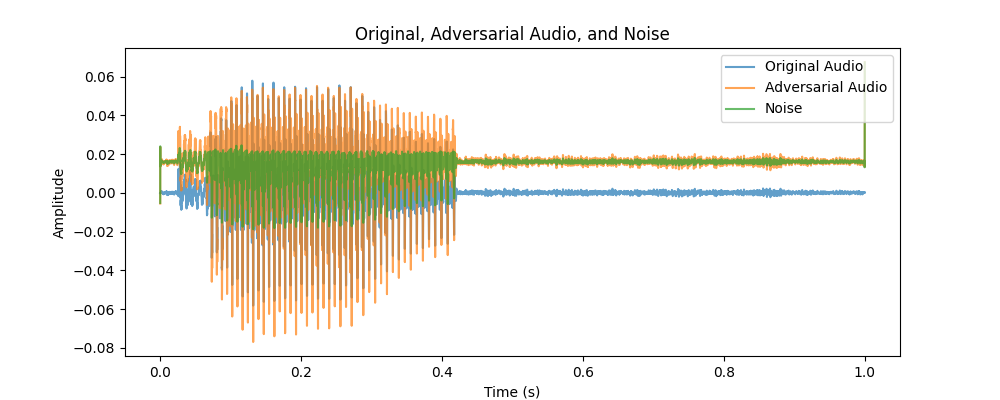 Original, Adversarial Audio, and Noise
Original Audio
Adversarial Audio
Noise
Amplitude
0.06
0.04
0.02
0.00
−0.02
−0.04
−0.06
−0.08
0.0 0.2 0.4 0.6 0.8 1.0
Time (s)